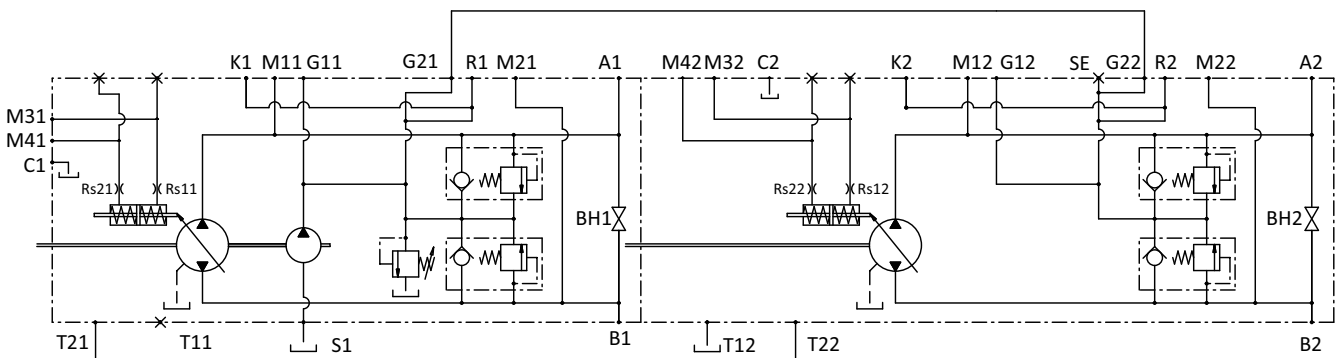 K1 M11 G11 G21 R1 M21 A1 M42 M32 C2 K2 M12 G12 SE G22 R2 M22 A2
M31
M41
C1
Rs21 Rs11 Rs22 Rs12
BH1 BH2
T21 T11 S1 B1 T12 T22 B2